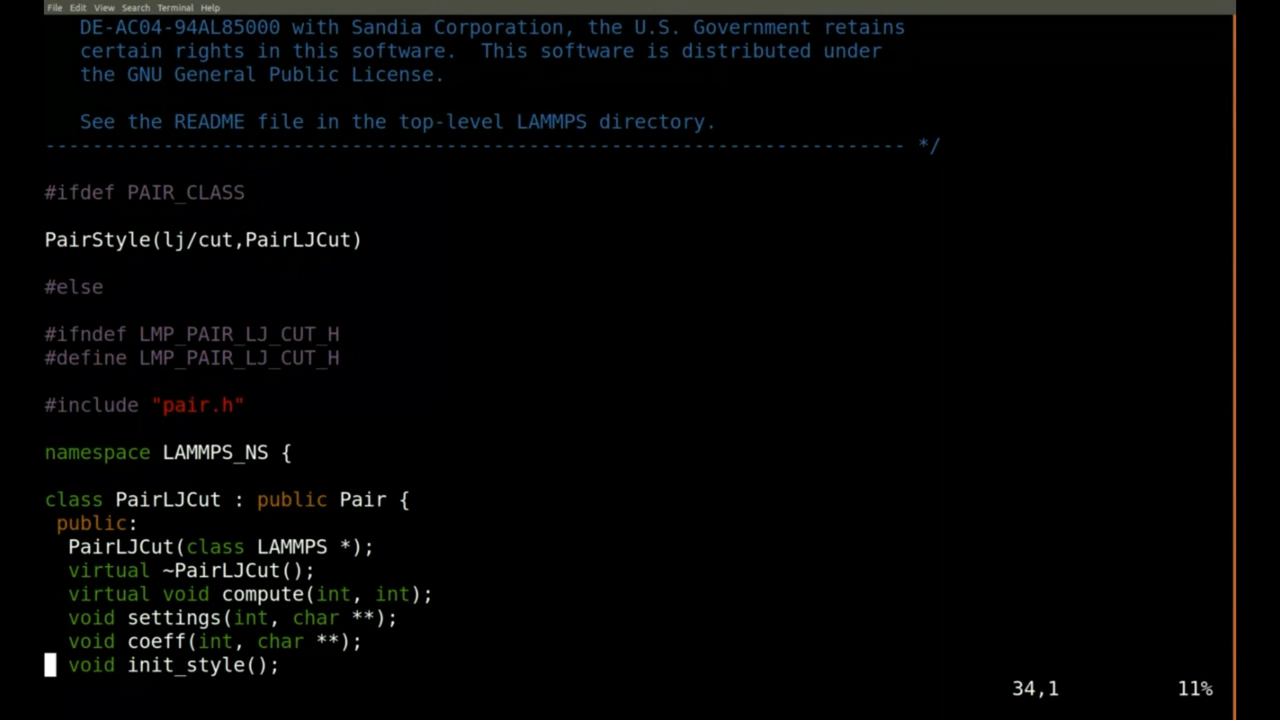 File Edit View Search Terminal Help
DE-AC04-94AL85000 with Sandia Corporation, the U.S. Government retains
certain rights in this software.  This software is distributed under
the GNU General Public License.
See the README file in the top-level LAMMPS directory.
------------------------------------------------------------------------- */
#ifdef PAIR_CLASS
PairStyle(lj/cut,PairLJCut)
#else
#ifndef LMP_PAIR_LJ_CUT_H
#define LMP_PAIR_LJ_CUT_H
#include "pair.h"
namespace LAMMPS_NS {
class PairLJCut : public Pair {
public:
PairLJCut(class LAMMPS *);
virtual ~PairLJCut();
virtual void compute(int, int);
void settings(int, char **);
void coeff(int, char **);
void init_style();
34,1 11%